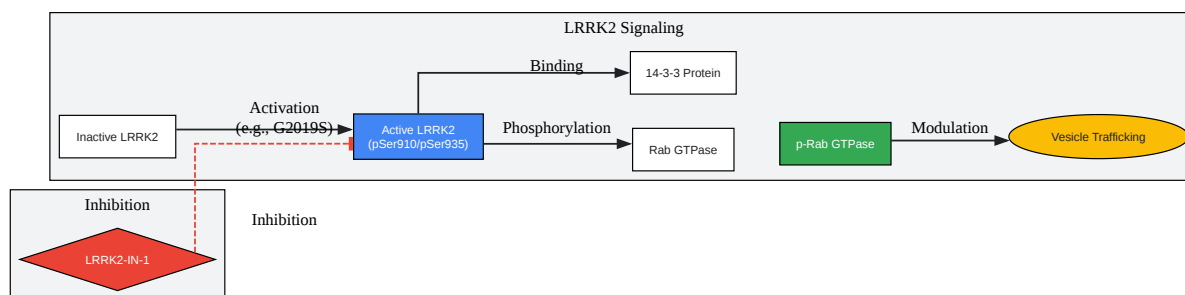 LRRK2 Signaling
Binding
14-3-3 Protein
Inactive LRRK2
Activation
(e.g., G2019S)
Active LRRK2
(pSer910/pSer935)
Phosphorylation
Rab GTPase
p-Rab GTPase
Modulation
Vesicle Trafficking
Inhibition
Inhibition
LRRK2-IN-1